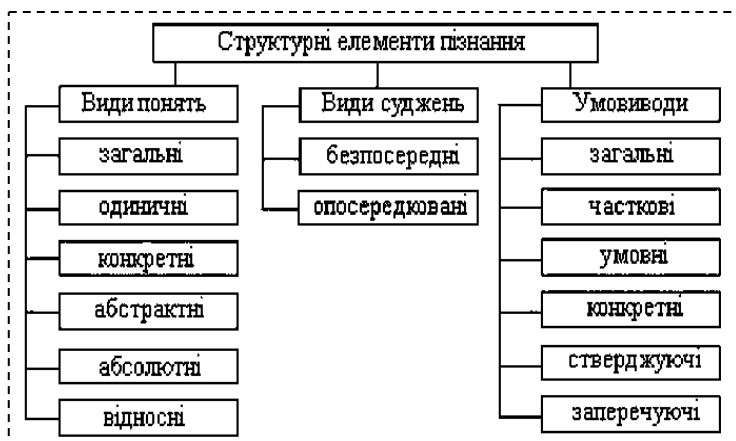 Структурні елементи пізнання
Види понять
загальні
одиничні
конкретні
абстрактні
абсолютні
відносні
Види суджень
безпосередні
опосередковані
Умовиводи
загальні
часткові
умовні
конкретні
стверджуючі
заперечуючі